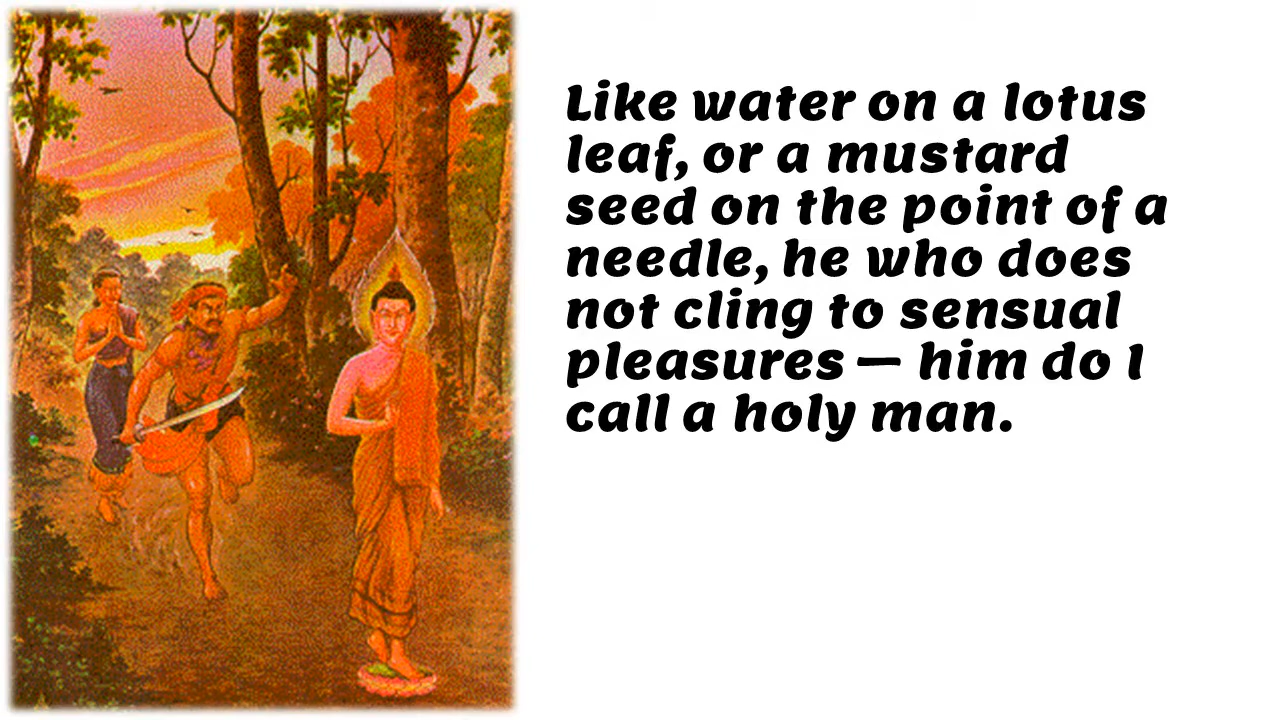 Like water on a lotus
leaf, or a mustard
seed on the point of a
needle, he who does
not cling to sensual
pleasures — him do I
call a holy man.